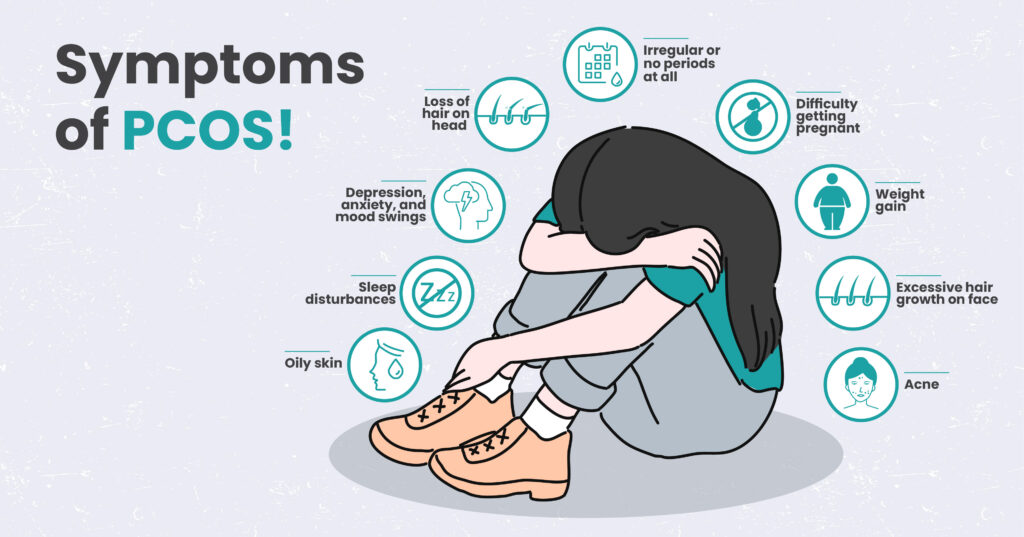 Symptoms
of PCOS!
Irregular or
no periods
at all
Loss of
hair on
head
Difficulty
getting
pregnant
Depression,
anxiety, and
mood swings
Weight
gain
Sleep
disturbances
Excessive hair
growth on face
Oily skin
Acne
ZZZZ